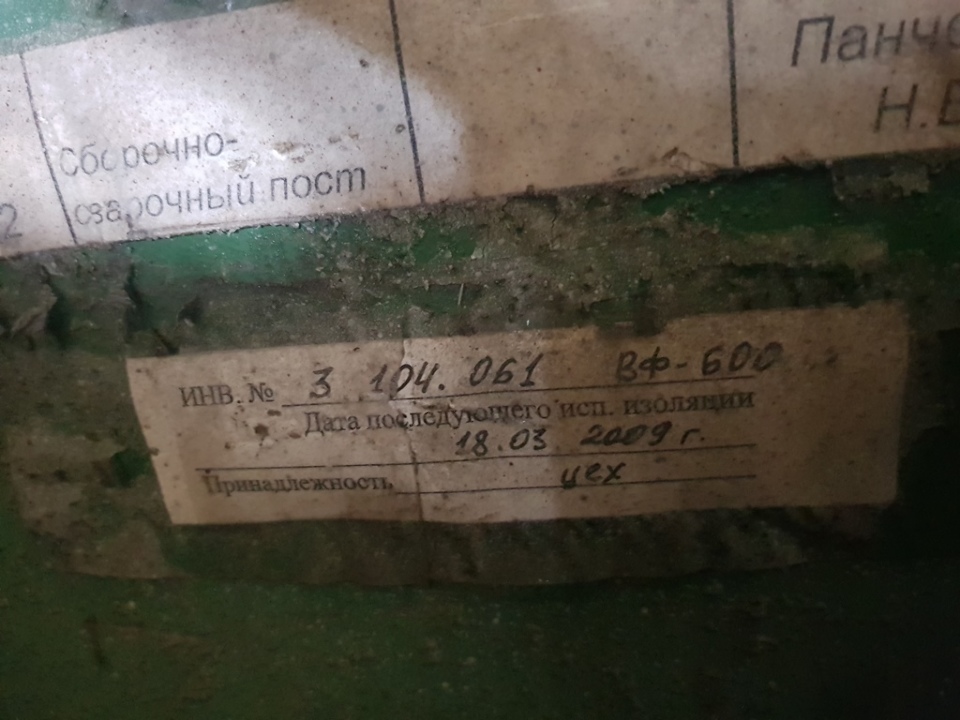 Сборочно-
сварочный пост
2
Н.В
ИНВ. № 3 104.061 ВФ-600
Дата последующего исп. изоляции
18.03 2009 г.
Принадлежность цех